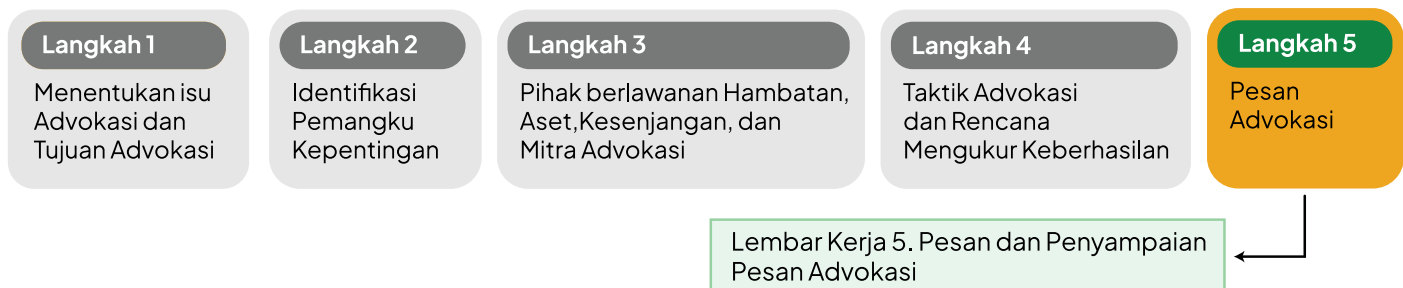 Langkah 1
Menentukan isu
Advokasi dan
Tujuan Advokasi
Langkah 2
Identifikasi
Pemangku
Kepentingan
Langkah 3
Pihak berlawanan Hambatan,
Aset,Kesenjangan, dan
Mitra Advokasi
Langkah 4
Taktik Advokasi
dan Rencana
Mengukur Keberhasilan
Langkah 5
Pesan
Advokasi
Lembar Kerja 5. Pesan dan Penyampaian
Pesan Advokasi